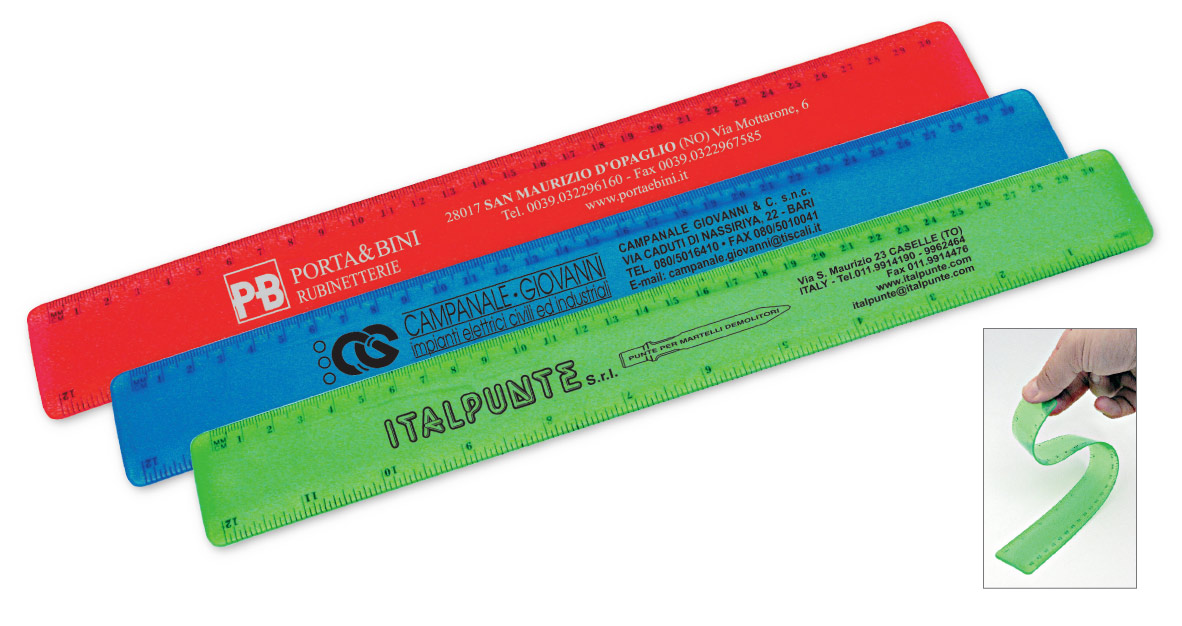 PB
PORTA&BINI
RUBINETTERIE
28017 SAN MAURIZIO D'OPAGLIO (NO) Via Mottarone, 6
Tel. 0039.032296160 - Fax 0039.0322967585
www.portaebini.it
CG
CAMPANALE • GIOVANNI
impianti elettrici civili ed industriali
CAMPANALE GIOVANNI & C. s.n.c.
VIA CADUTI DI NASSIRIYA, 22 - BARI
TEL. 080/5016410 • FAX 080/5010041
E-mail: campanale.giovanni@tiscali.it
ITALPUNTE S.r.l.
PUNTE PER MARTELLI DEMOLITORI
Via S. Maurizio 23 CASELLE (TO)
ITALY - Tel.011.9914190 - 9962464
Fax 011.9914476
www.italpunte.com
italpunte@italpunte.com